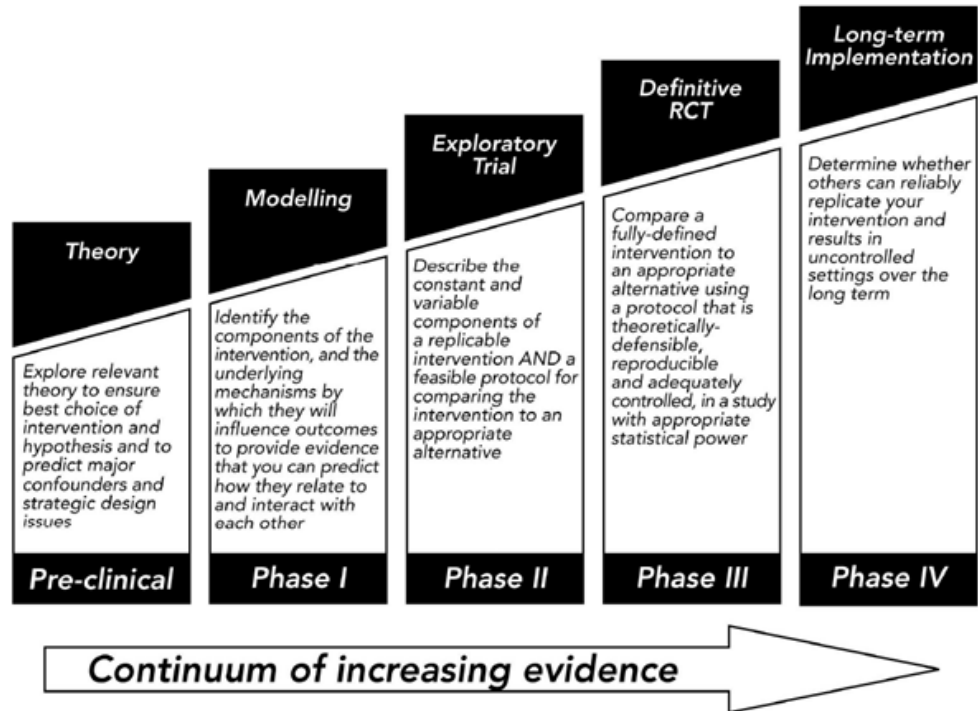 Theory
Explore relevant theory to ensure
best choice of
intervention and
hypothesis and to
predict major
confounders and
strategic design
issues
Pre-clinical
Modelling
Identify the
components of the
intervention, and the
underlying
mechanisms by
which they will
influence outcomes
to provide evidence
that you can predict
how they relate to
and interact with
each other
Phase I
Exploratory
Trial
Describe the
constant and
variable
components of
a replicable
intervention AND a
feasible protocol for
comparing the
intervention to an
appropriate
alternative
Phase II
Definitive
RCT
Compare a
fully-defined
intervention to
an appropriate
alternative using
a protocol that is
theoretically-
defensible,
reproducible
and adequately
controlled, in a study
with appropriate
statistical power
Phase III
Long-term
Implementation
Determine whether
others can reliably
replicate your
intervention and
results in
uncontrolled
settings over the
long term
Phase IV
Continuum of increasing evidence